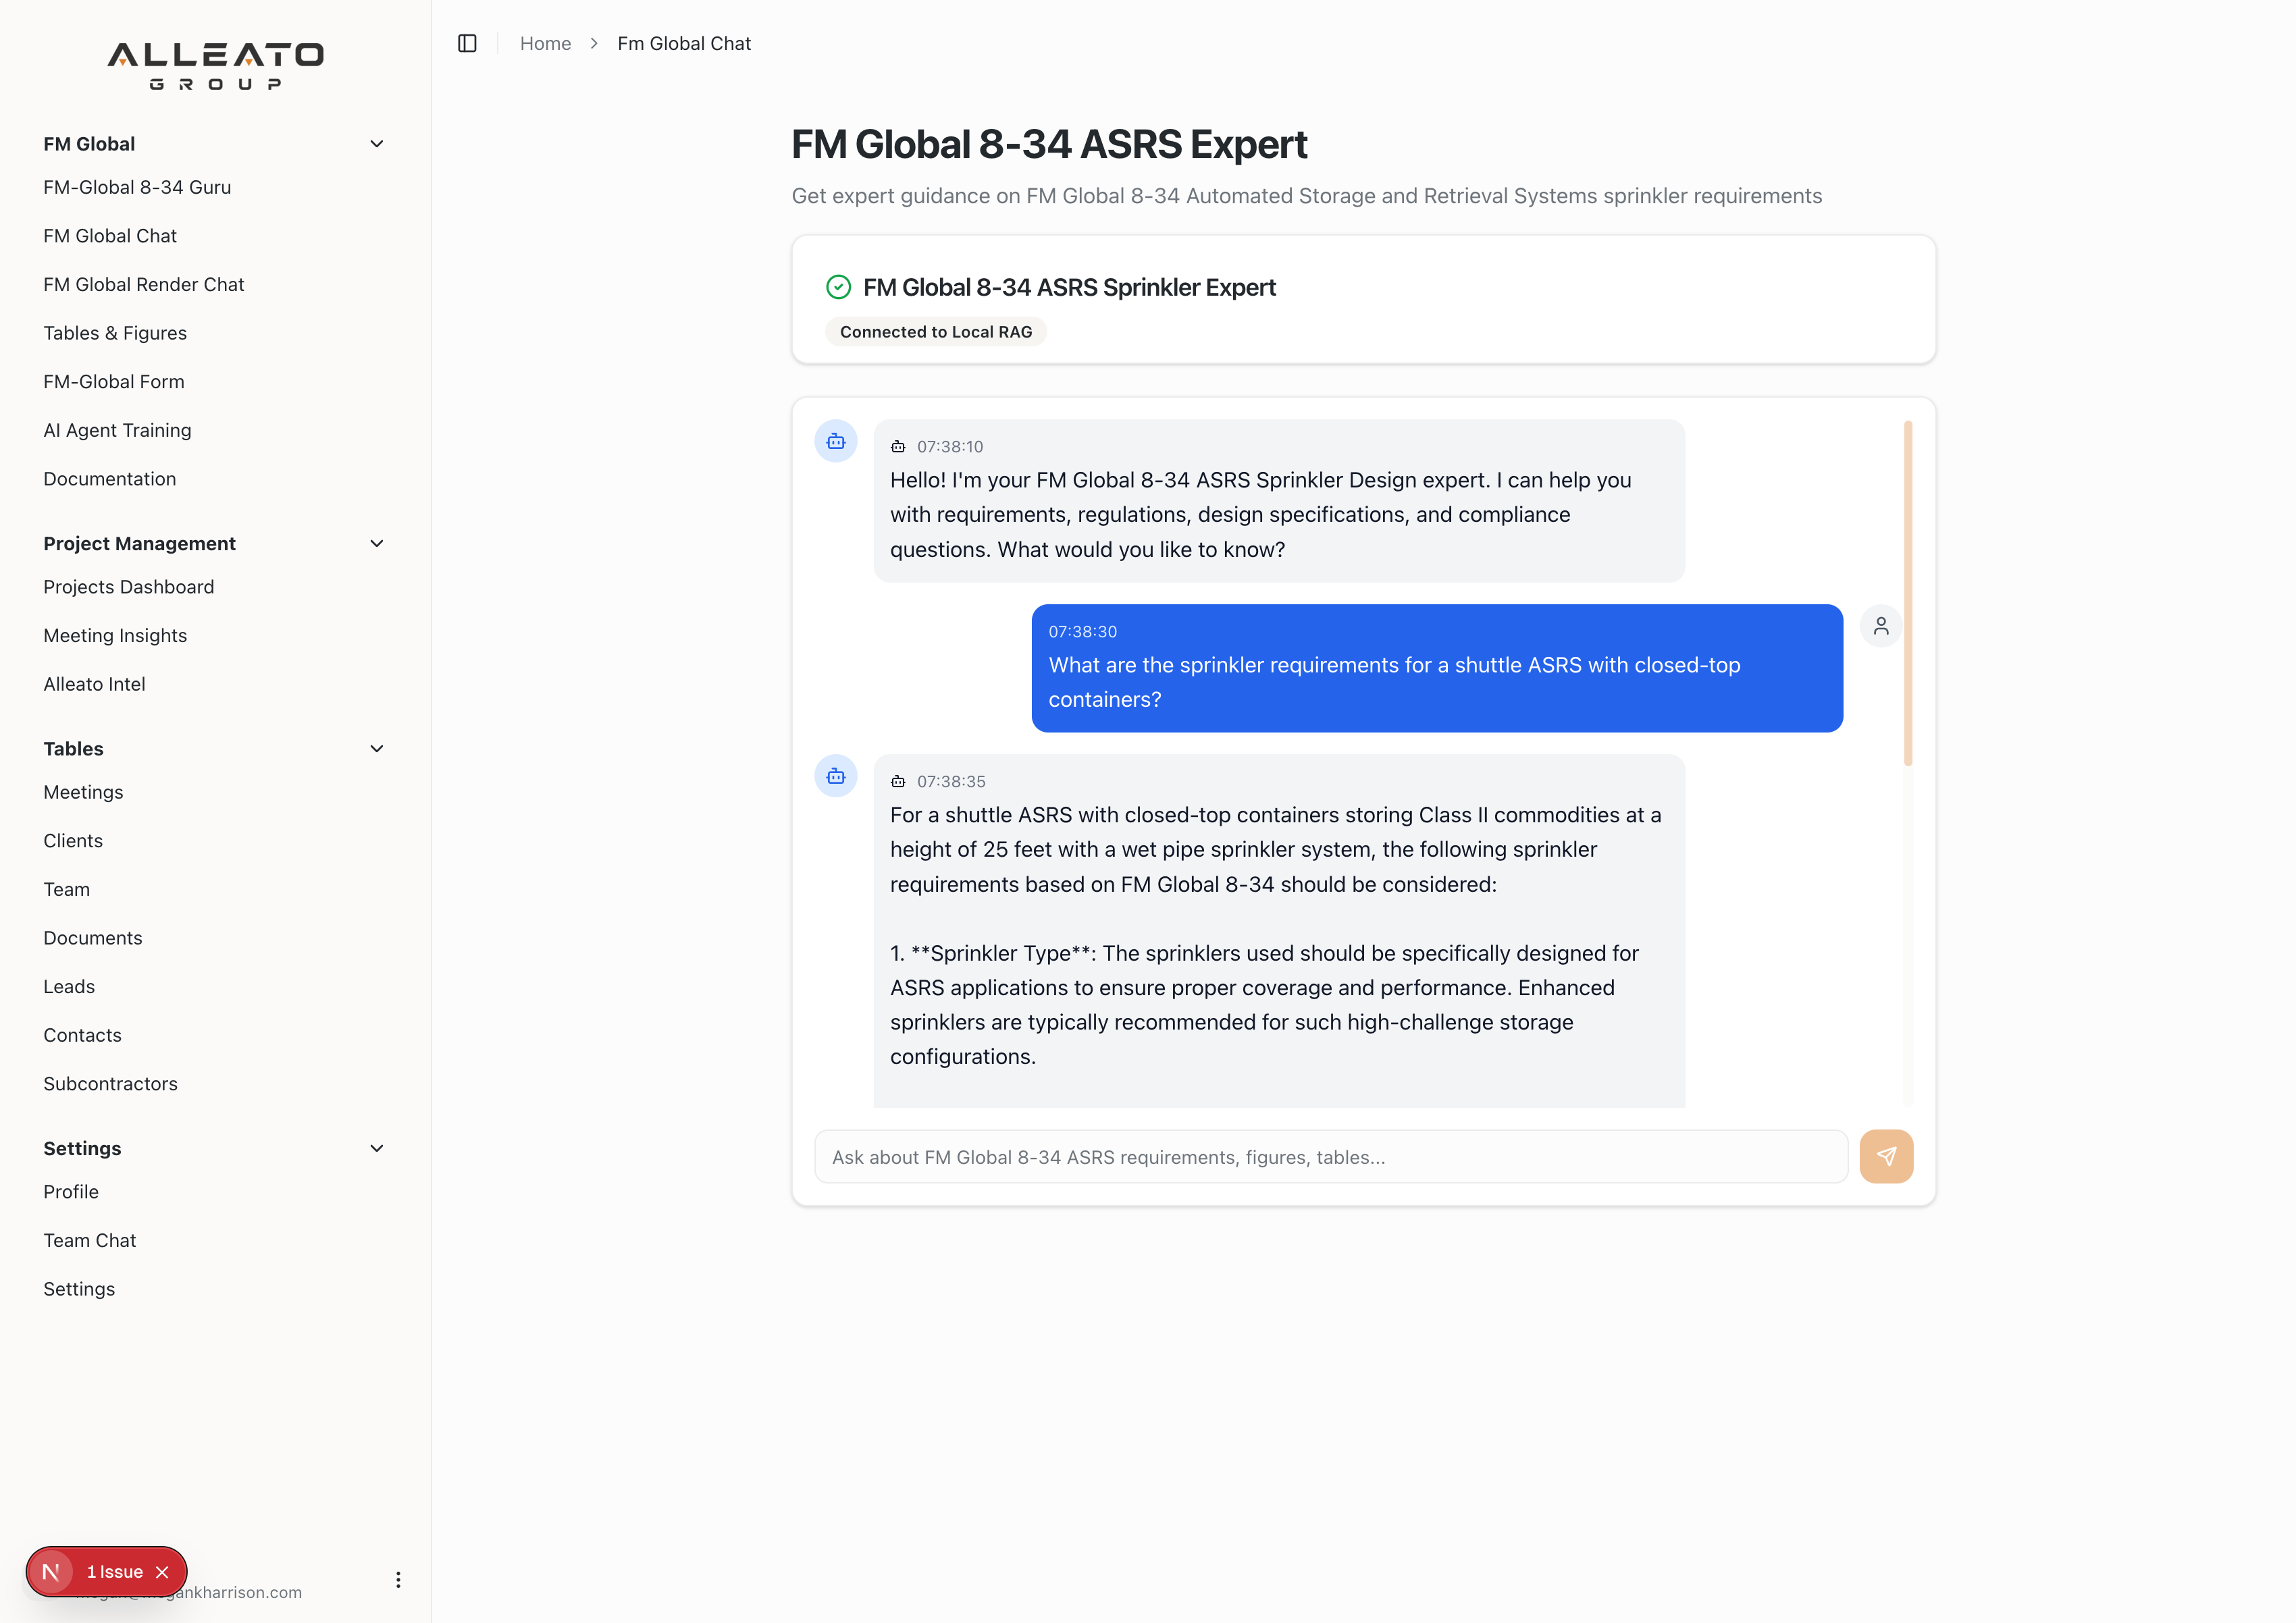 ALLEATO
GROUP
FM Global
FM-Global 8-34 Guru
FM Global Chat
FM Global Render Chat
Tables & Figures
FM-Global Form
AI Agent Training
Documentation
Project Management
Projects Dashboard
Meeting Insights
Alleato Intel
Tables
Meetings
Clients
Team
Documents
Leads
Contacts
Subcontractors
Settings
Profile
Team Chat
Settings
N 1 Issue
ankharrison.com
Home > Fm Global Chat
FM Global 8-34 ASRS Expert
Get expert guidance on FM Global 8-34 Automated Storage and Retrieval Systems sprinkler requirements
FM Global 8-34 ASRS Sprinkler Expert
Connected to Local RAG
07:38:10
Hello! I'm your FM Global 8-34 ASRS Sprinkler Design expert. I can help you
with requirements, regulations, design specifications, and compliance
questions. What would you like to know?
07:38:30
What are the sprinkler requirements for a shuttle ASRS with closed-top
containers?
07:38:35
For a shuttle ASRS with closed-top containers storing Class II commodities at a
height of 25 feet with a wet pipe sprinkler system, the following sprinkler
requirements based on FM Global 8-34 should be considered:
1. **Sprinkler Type**: The sprinklers used should be specifically designed for
ASRS applications to ensure proper coverage and performance. Enhanced
sprinklers are typically recommended for such high-challenge storage
configurations.
Ask about FM Global 8-34 ASRS requirements, figures, tables...